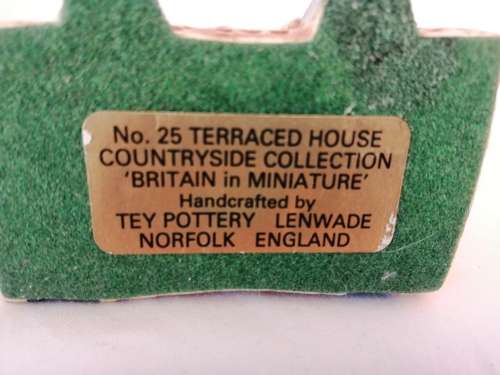 No. 25 TERRACED HOUSE
COUNTRYSIDE COLLECTION
'BRITAIN in MINIATURE'
Handcrafted by
TEY POTTERY LENWADE
NORFOLK ENGLAND